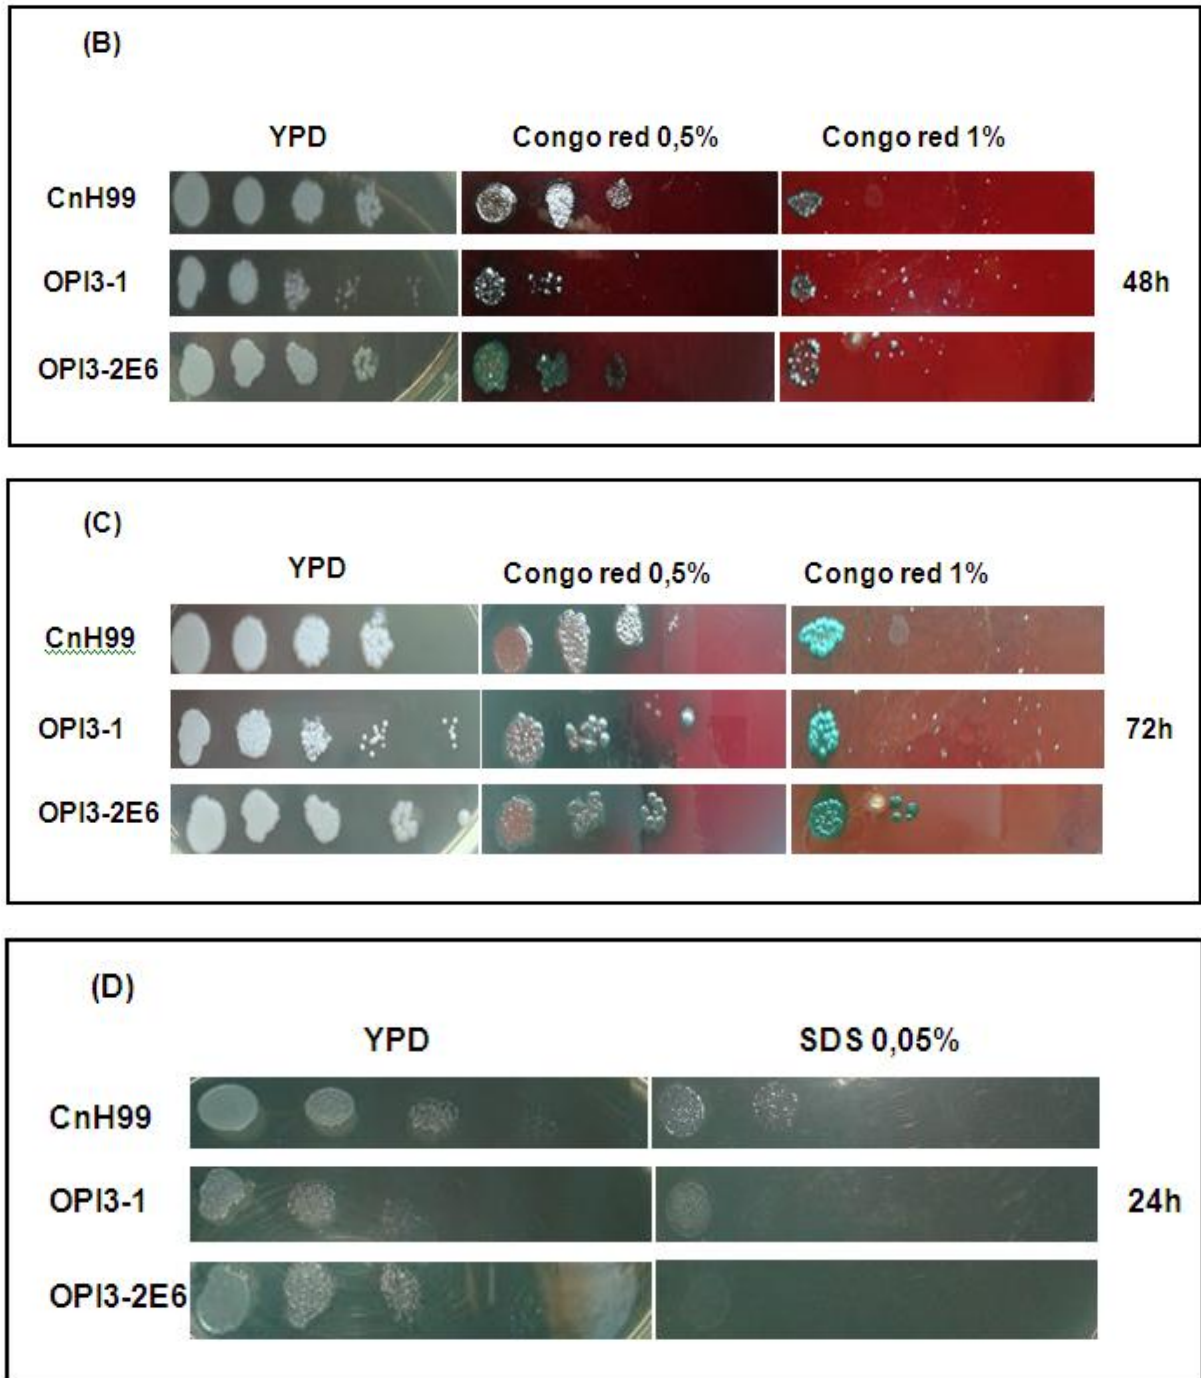 (B)
YPD Congo red 0,5% Congo red 1%
CnH99
OPI3-1 48h
OPI3-2E6
(C)
YPD Congo red 0,5% Congo red 1%
CnH99
OPI3-1 72h
OPI3-2E6
(D)
YPD SDS 0,05%
CnH99
OPI3-1 24h
OPI3-2E6